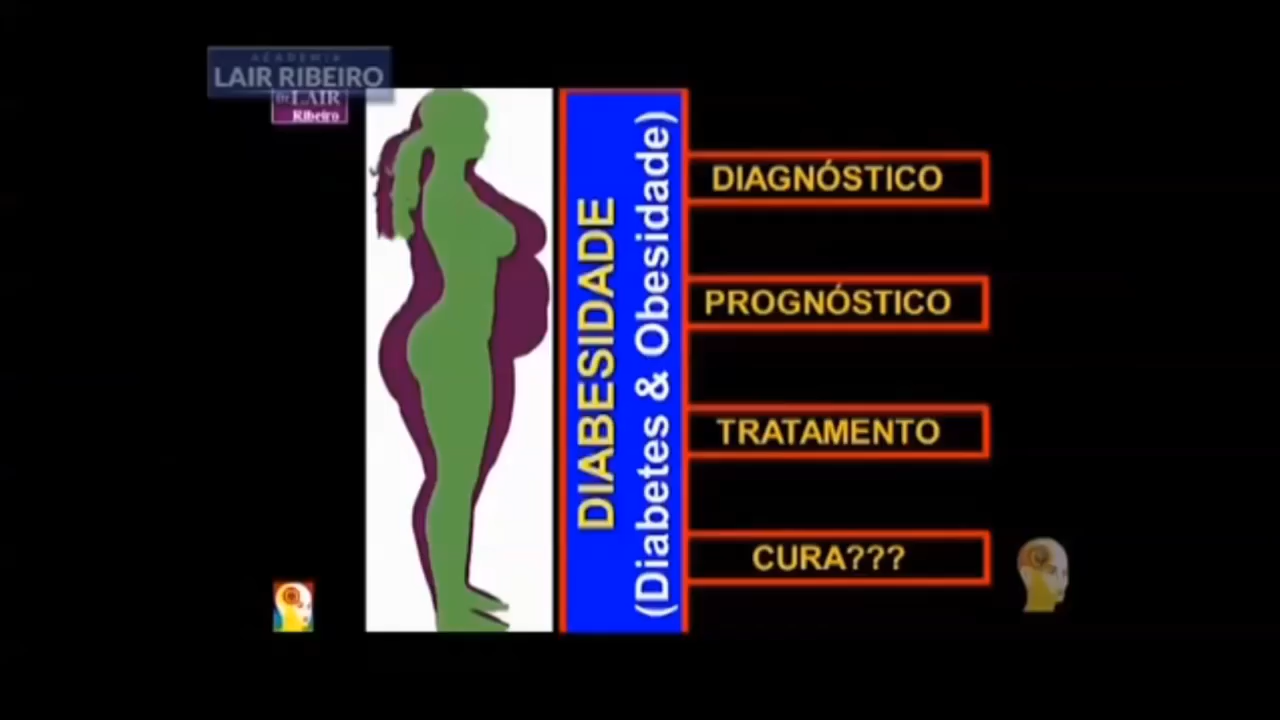 ACADEMIA
LAIR RIBEIRO
Dr. LAIR
Ribeiro
DIABESIDADE
(Diabetes & Obesidade)
DIAGNÓSTICO
PROGNÓSTICO
TRATAMENTO
CURA???